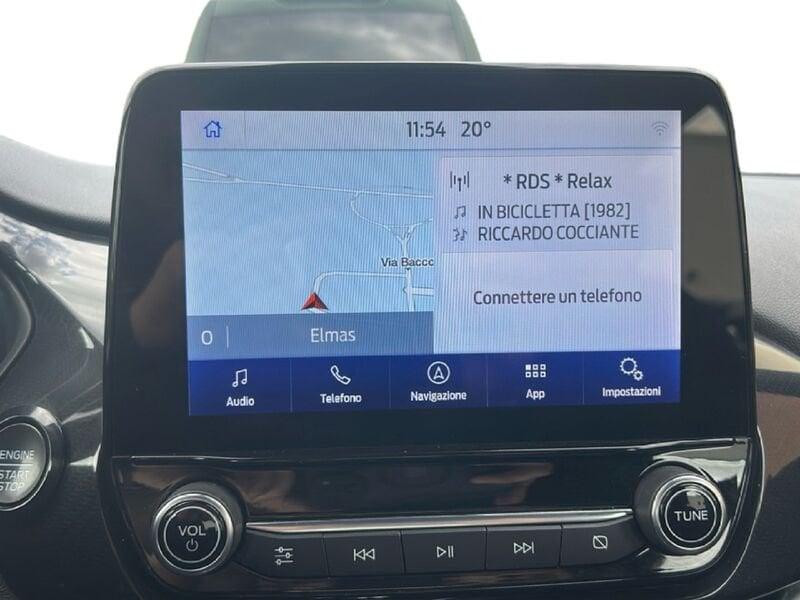 11:54 20°
* RDS * Relax
IN BICICLETTA [1982]
RICCARDO COCCIANTE
Via Bacco
Connettere un telefono
0
Elmas
Audio
Telefono
Navigazione
App
Impostazioni
ENGINE
START
STOP
VOL
TUNE